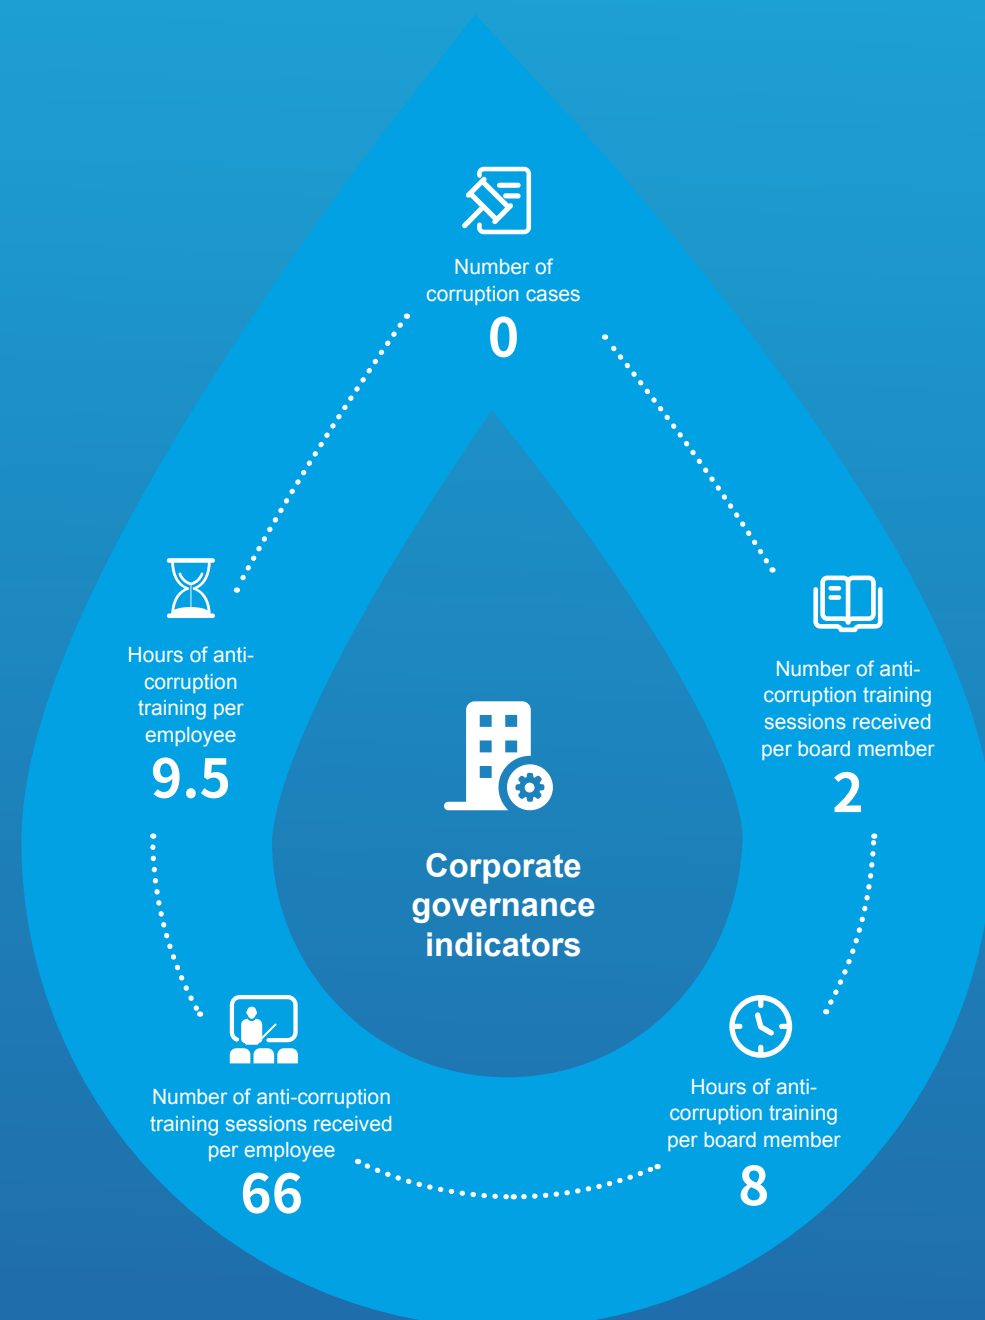 Number of
corruption cases
0
Hours of anti-
corruption
training per
employee
9.5
Number of anti-
corruption training
sessions received
per board member
2
Corporate
governance
indicators
Number of anti-corruption
training sessions received
per employee
66
Hours of anti-
corruption training
per board member
8